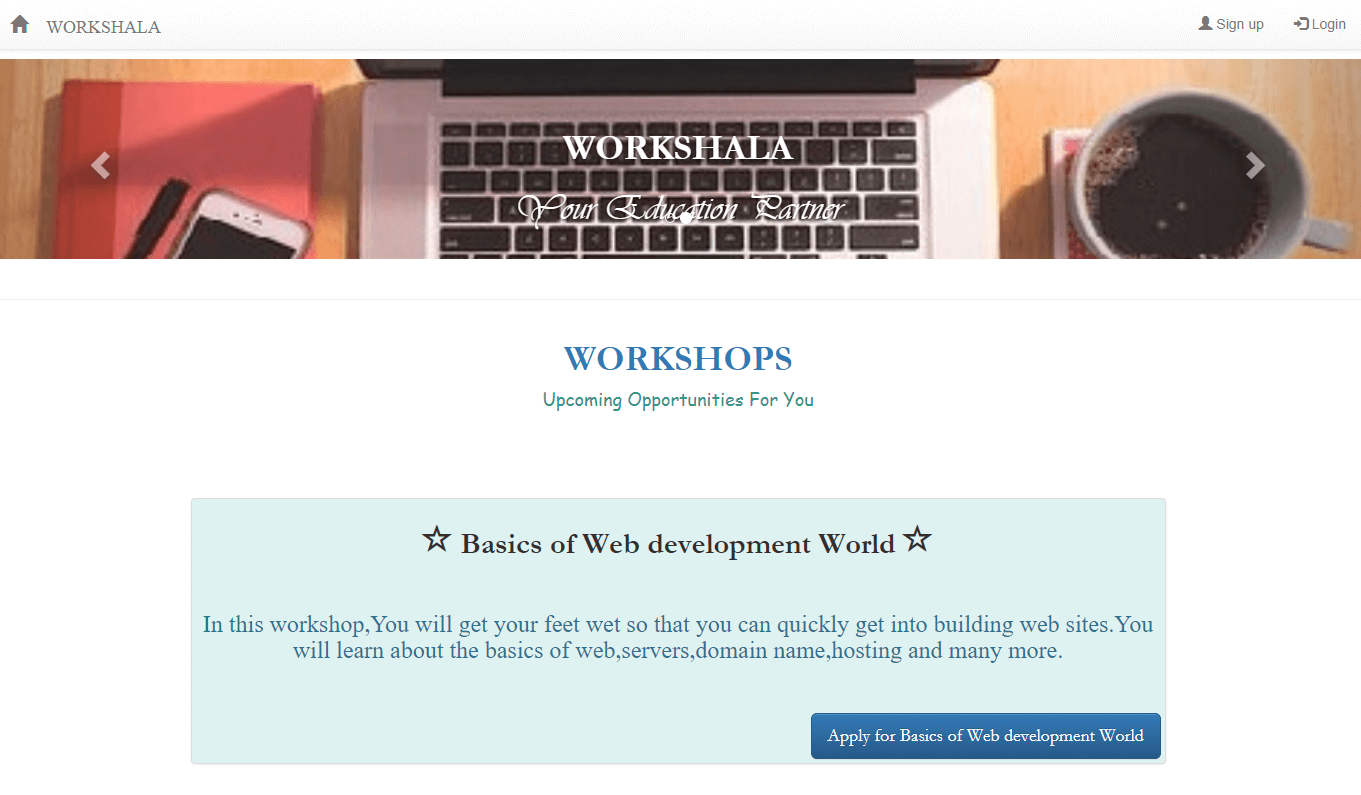 WORKSHALA
Sign up
Login
WORKSHALA
Your Education Partner
WORKSHOPS
Upcoming Opportunities For You
☆ Basics of Web development World ☆
In this workshop,You will get your feet wet so that you can quickly get into building web sites.You
will learn about the basics of web,servers,domain name,hosting and many more.
Apply for Basics of Web development World